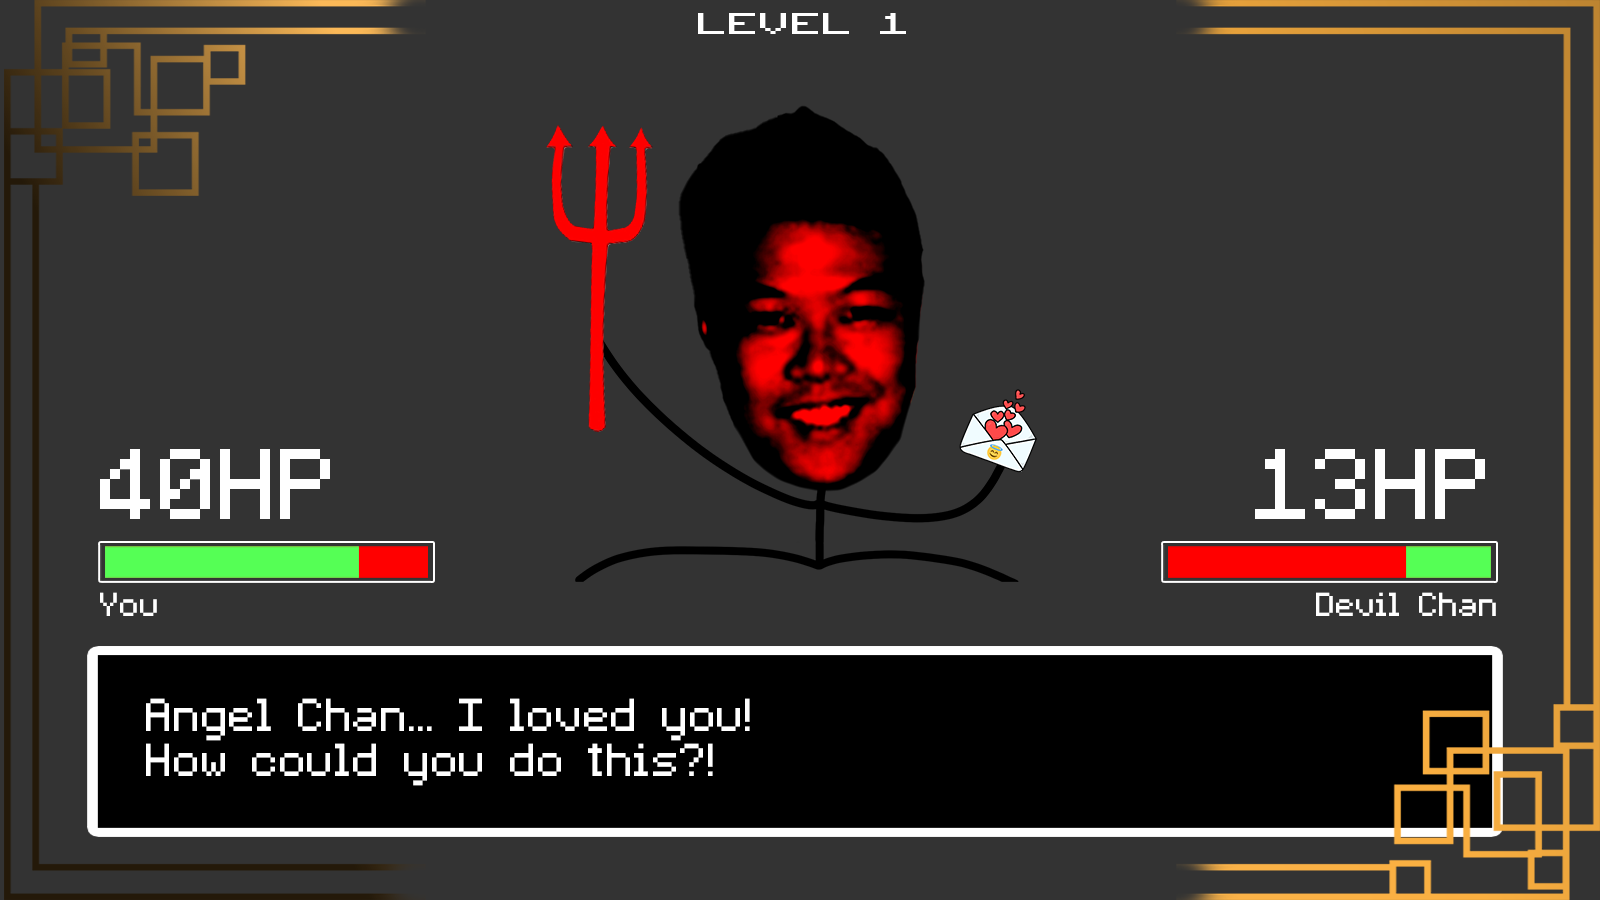 LEVEL 1
40HP
13HP
You
Devil Chan
Angel Chan... I loved you!
How could you do this?!